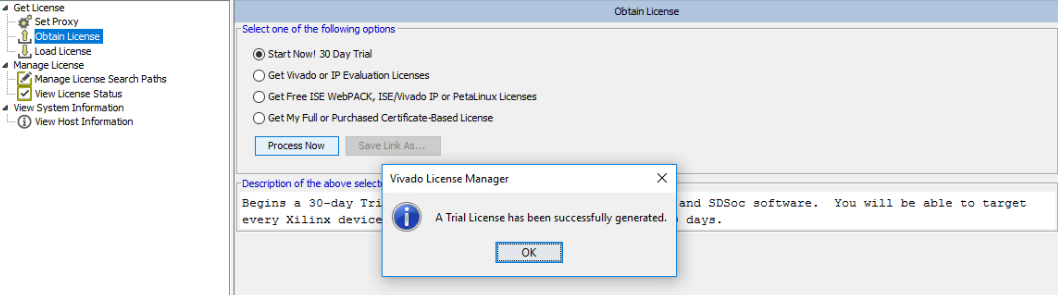 Get License
Set Proxy
Obtain License
Load License
Manage License
Manage License Search Paths
View License Status
View System Information
View Host Information
Obtain License
Select one of the following options
Start Now! 30 Day Trial
Get Vivado or IP Evaluation Licenses
Get Free ISE WebPACK, ISE/Vivado IP or PetaLinux Licenses
Get My Full or Purchased Certificate-Based License
Process Now
Save Link As...
Description of the above
Begins a 30-day and SDSoc software. You will be able to target
every Xilinx device days.
Vivado License Manager
A Trial License has been successfully generated.
OK